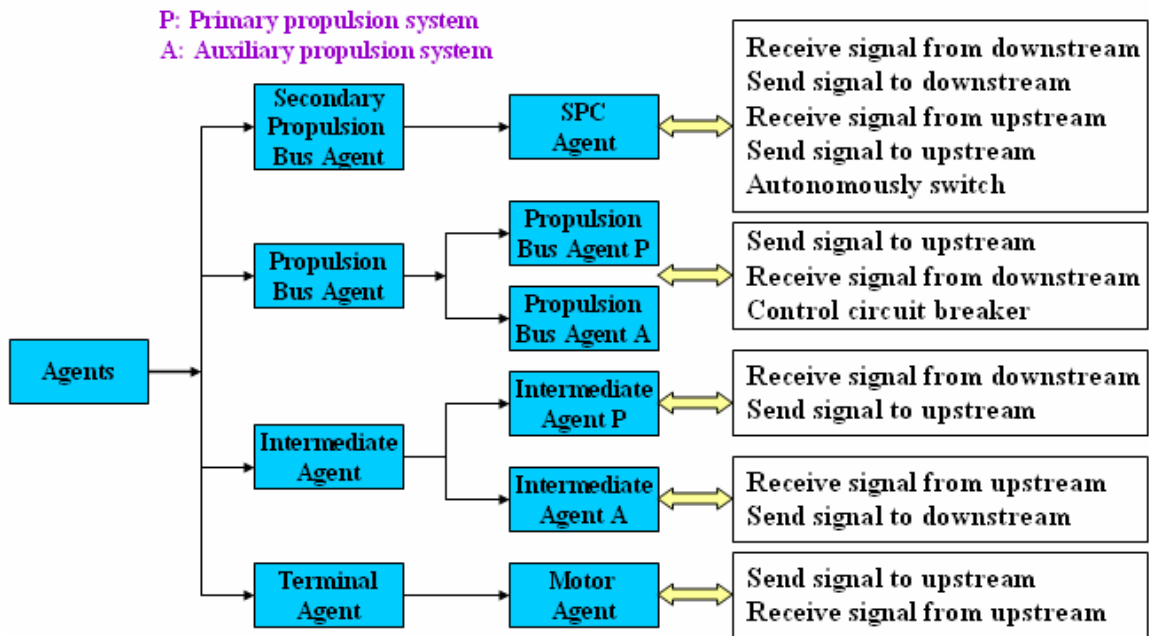 P: Primary propulsion system
A: Auxiliary propulsion system
Agents
Secondary
Propulsion
Bus Agent
SPC
Agent
Receive signal from downstream
Send signal to downstream
Receive signal from upstream
Send signal to upstream
Autonomously switch
Propulsion
Bus Agent
Propulsion
Bus Agent P
Propulsion
Bus Agent A
Send signal to upstream
Receive signal from downstream
Control circuit breaker
Intermediate
Agent
Intermediate
Agent P
Receive signal from downstream
Send signal to upstream
Intermediate
Agent A
Receive signal from upstream
Send signal to downstream
Terminal
Agent
Motor
Agent
Send signal to upstream
Receive signal from upstream